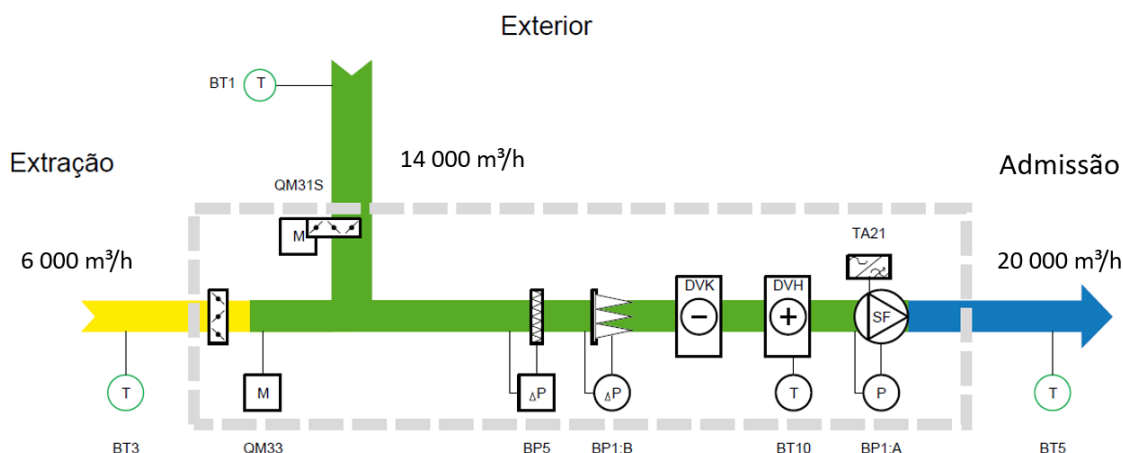 Exterior
BT1
T
Extração
14 000 m³/h
Admissão
QM31S
M
TA21
6 000 m³/h
20 000 m³/h
DVK
DVH
SF
T
M
ΔP
ΔP
T
P
T
BT3
QM33
BP5
BP1:B
BT10
BP1:A
BT5